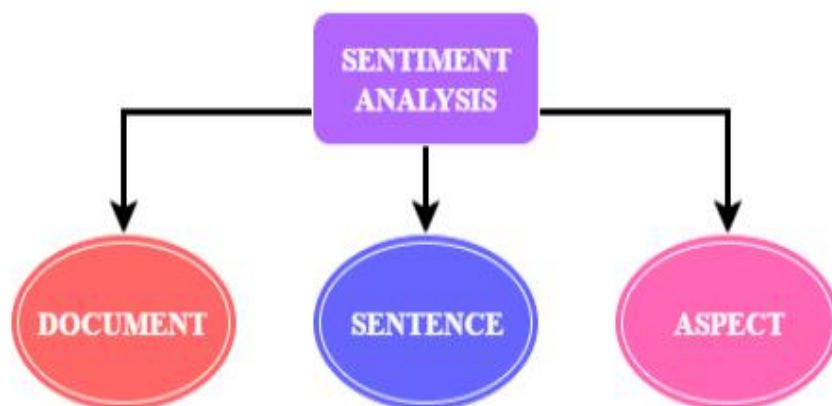 SENTIMENT
ANALYSIS
DOCUMENT
SENTENCE
ASPECT